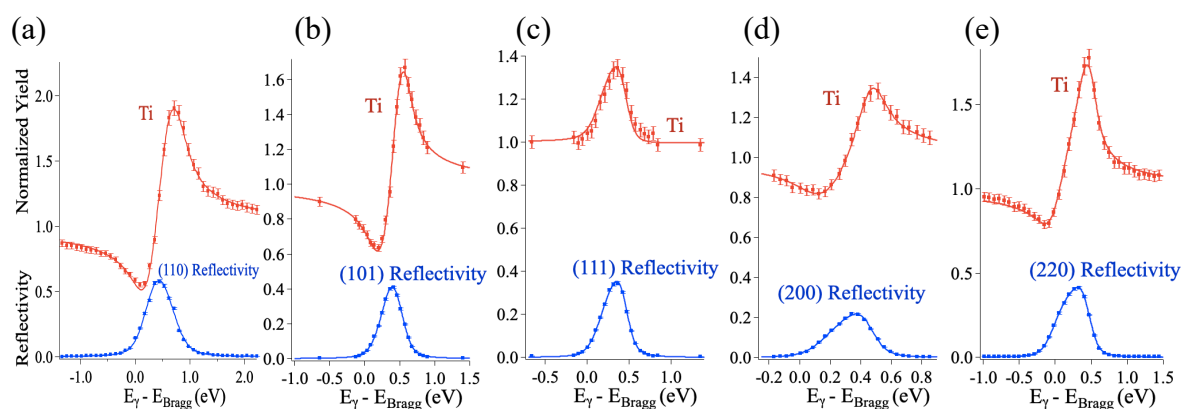 (a)
Normalized Yield
Reflectivity
2.0
1.5
1.0
0.5
0.0
Ti
(110) Reflectivity
-1.0
0.0
1.0
2.0
Eγ - EBragg (eV)
(b)
1.6
1.4
1.2
1.0
0.8
0.6
0.4
0.2
0.0
Ti
(101) Reflectivity
-1.0
-0.5
0.0
0.5
1.0
1.5
Eγ - EBragg (eV)
(c)
1.4
1.2
1.0
0.8
0.6
0.4
0.2
0.0
Ti
(111) Reflectivity
-0.5
0.0
0.5
1.0
Eγ - EBragg (eV)
(d)
1.4
1.2
1.0
0.8
0.6
0.4
0.2
0.0
Ti
(200) Reflectivity
-0.2
0.0
0.2
0.4
0.6
0.8
Eγ - EBragg (eV)
(e)
1.5
1.0
0.5
0.0
Ti
(220) Reflectivity
-1.0
-0.5
0.0
0.5
1.0
1.5
Eγ - EBragg (eV)